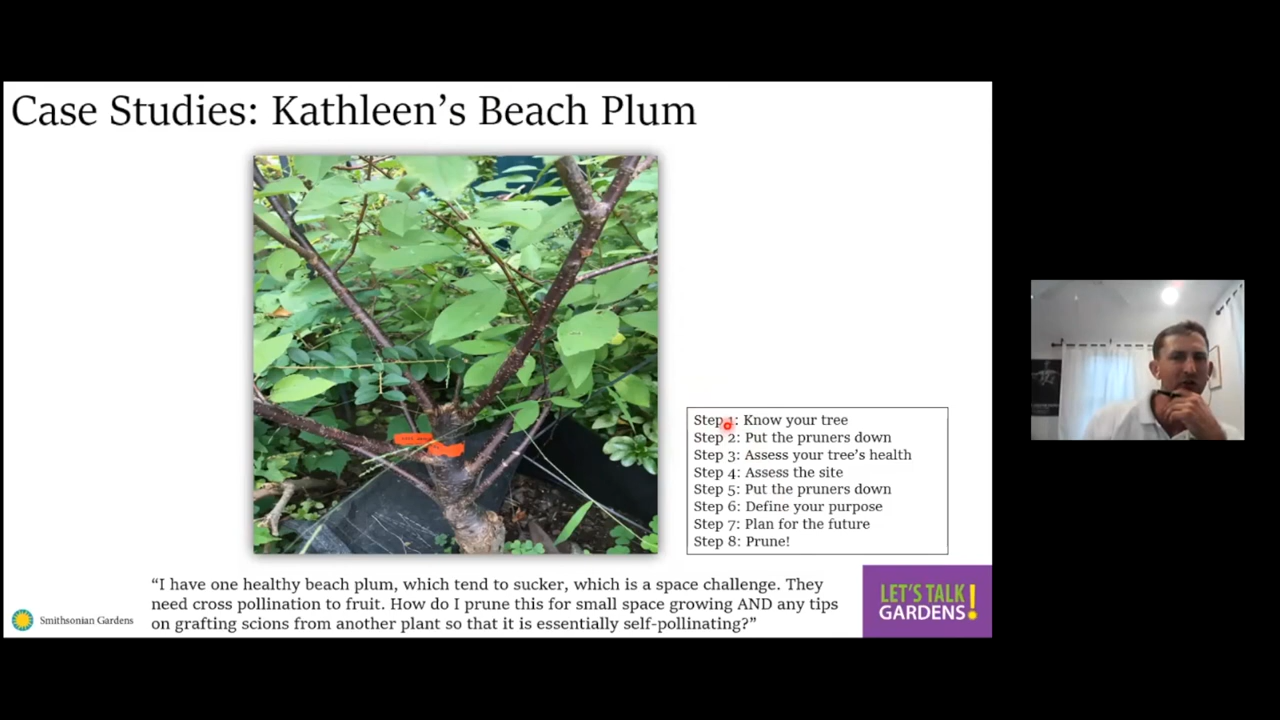 Case Studies: Kathleen's Beach Plum
Step 1: Know your tree
Step 2: Put the pruners down
Step 3: Assess your tree's health
Step 4: Assess the site
Step 5: Put the pruners down
Step 6: Define your purpose
Step 7: Plan for the future
Step 8: Prune!
“I have one healthy beach plum, which tend to sucker, which is a space challenge. They
need cross pollination to fruit. How do I prune this for small space growing AND any tips
on grafting scions from another plant so that it is essentially self-pollinating?”
Smithsonian Gardens
LET'S TALK
GARDENS!